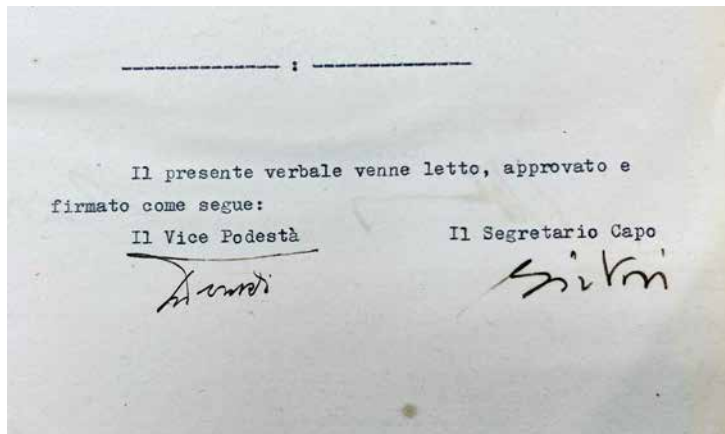 Il presente verbale venne letto, approvato e
firmato come segue:
Il Vice Podestà
Il Segretario Capo